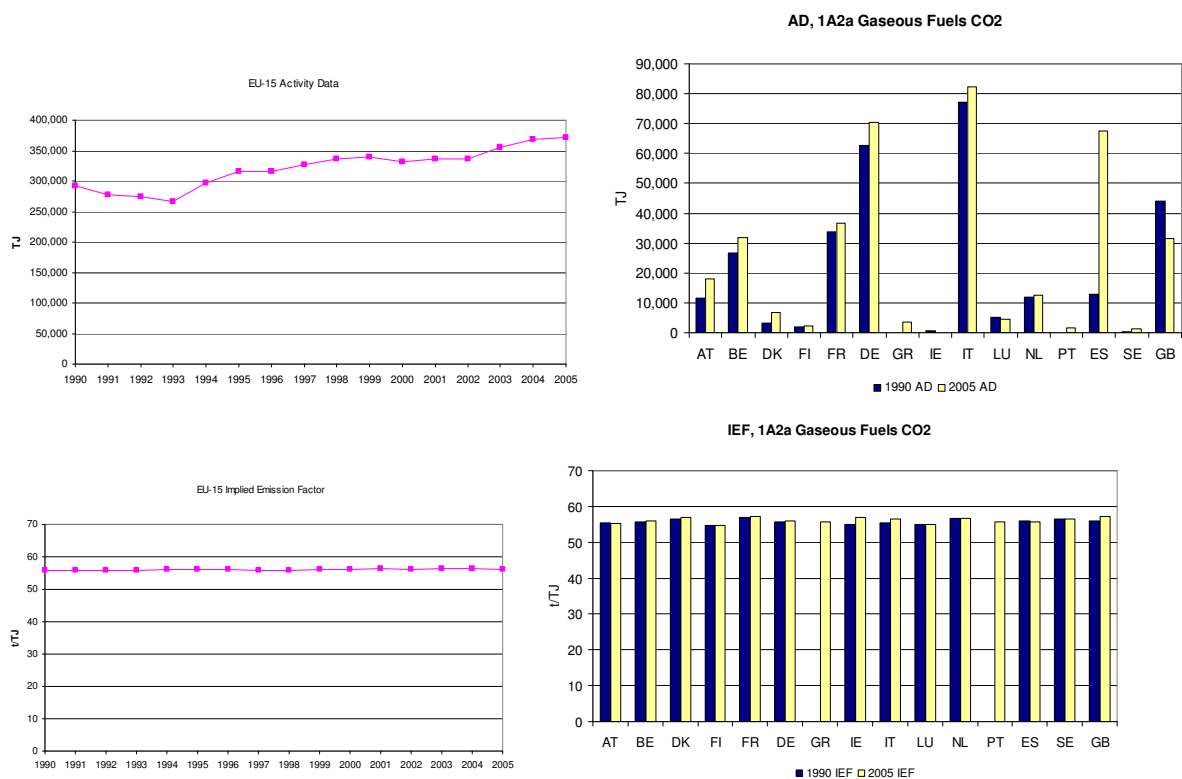 EU-15 Activity Data
TJ
400,000
350,000
300,000
250,000
200,000
150,000
100,000
50,000
0
1990 1991 1992 1993 1994 1995 1996 1997 1998 1999 2000 2001 2002 2003 2004 2005
AD, 1A2a Gaseous Fuels CO2
TJ
90,000
80,000
70,000
60,000
50,000
40,000
30,000
20,000
10,000
0
AT BE DK FI FR DE GR IE IT LU NL PT ES SE GB
1990 AD 2005 AD
EU-15 Implied Emission Factor
t/TJ
70
60
50
40
30
20
10
0
1990 1991 1992 1993 1994 1995 1996 1997 1998 1999 2000 2001 2002 2003 2004 2005
IEF, 1A2a Gaseous Fuels CO2
t/TJ
70
60
50
40
30
20
10
0
AT BE DK FI FR DE GR IE IT LU NL PT ES SE GB
1990 IEF 2005 IEF